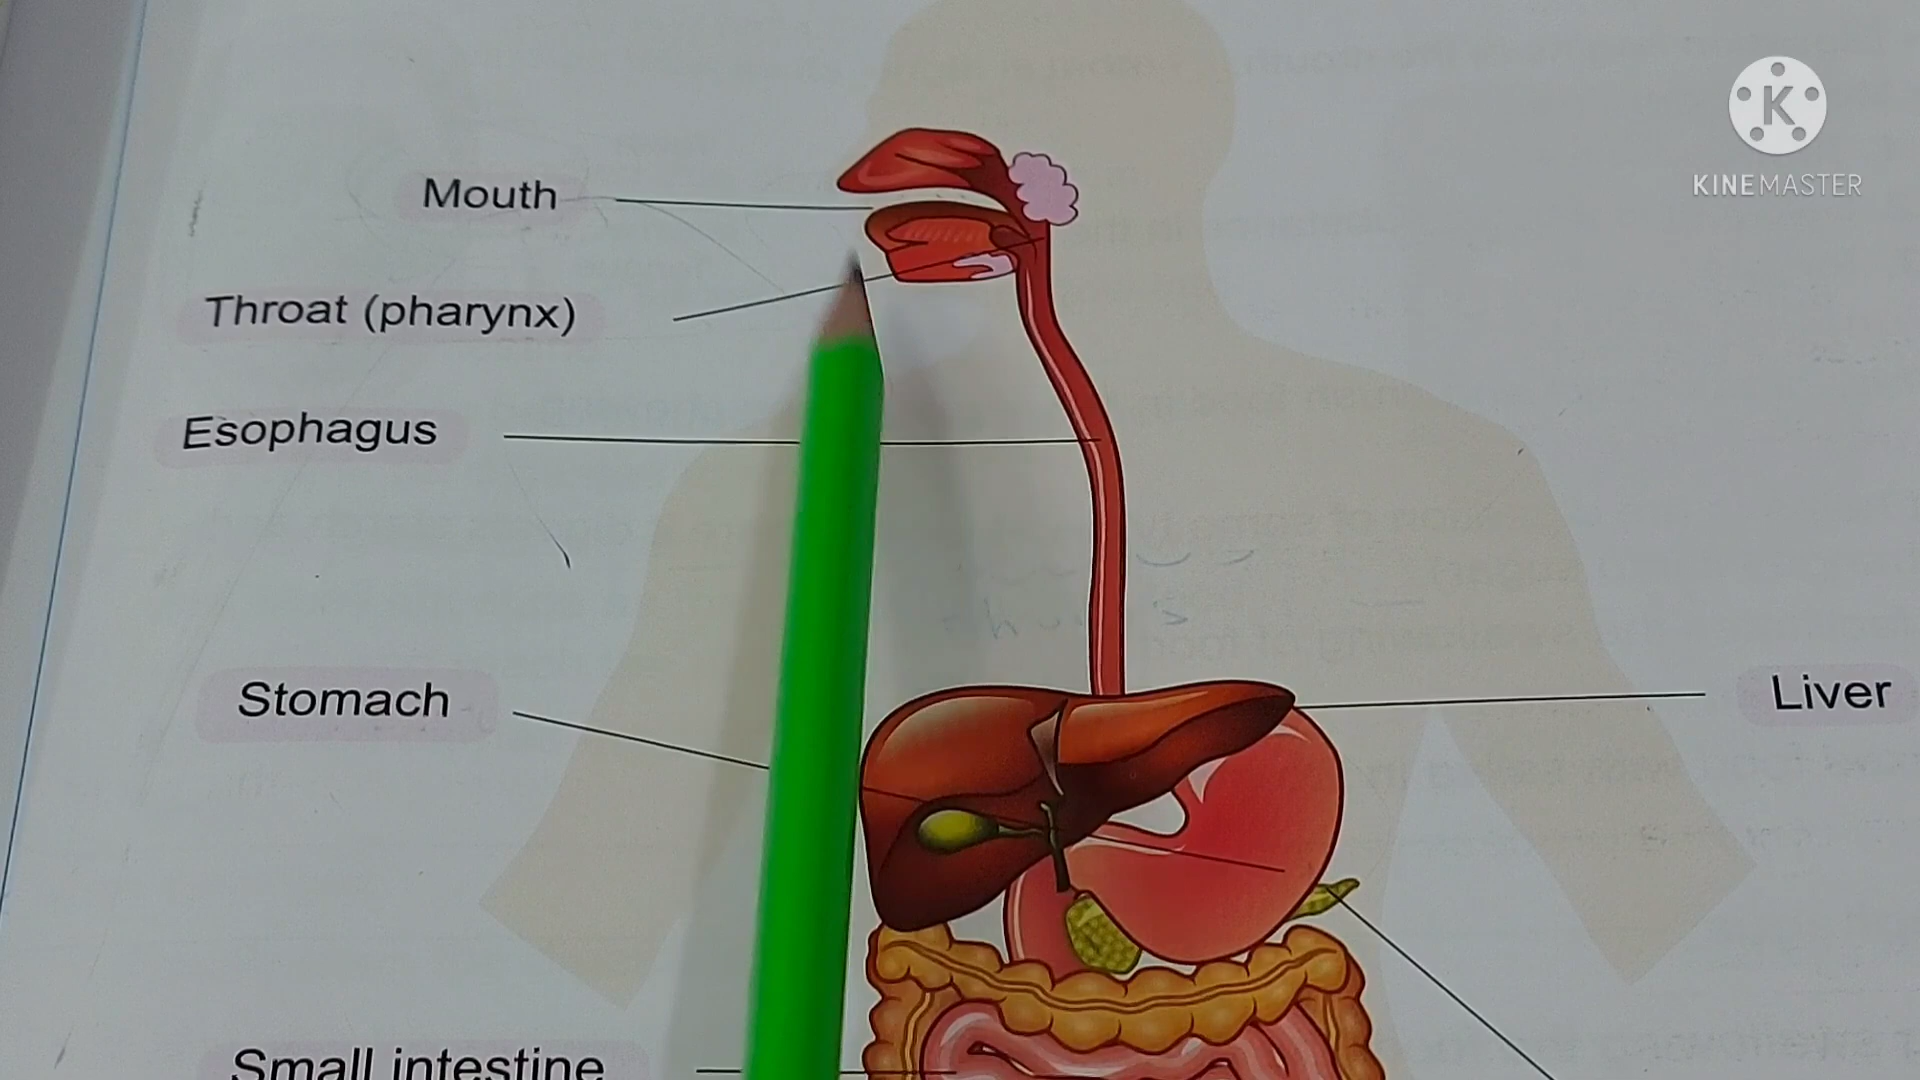 KINEMASTER
Mouth
Throat (pharynx)
Esophagus
Stomach
Liver
Small intestine